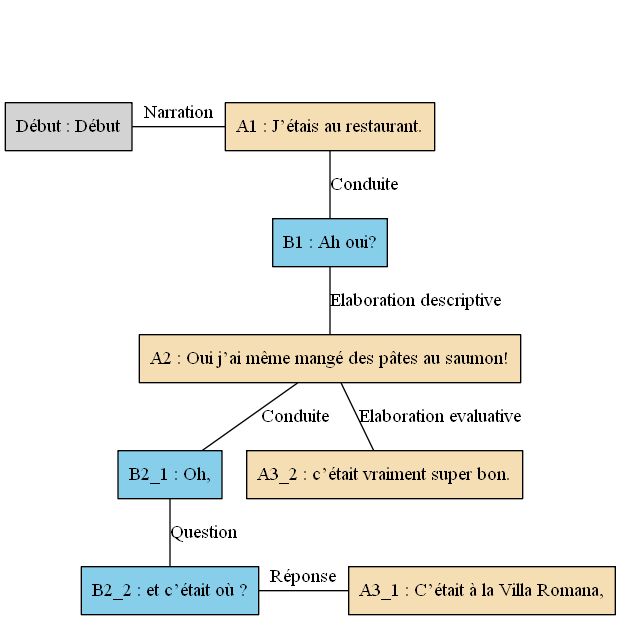 Narration
Début : Début
A1 : J’étais au restaurant.
Conduite
B1 : Ah oui?
Elaboration descriptive
A2 : Oui j’ai même mangé des pâtes au saumon!
Conduite
Elaboration evaluative
B2_1 : Oh,
A3_2 : c’était vraiment super bon.
Question
B2_2 : et c’était où ?
Réponse
A3_1 : C’était à la Villa Romana,